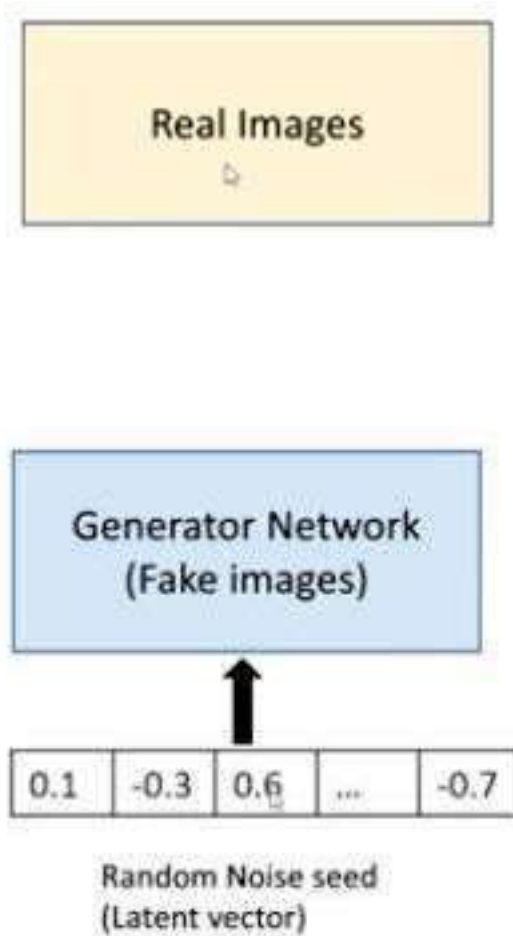 Real Images
Generator Network
(Fake images)
0.1 -0.3 0.6 ... -0.7
Random Noise seed
(Latent vector)